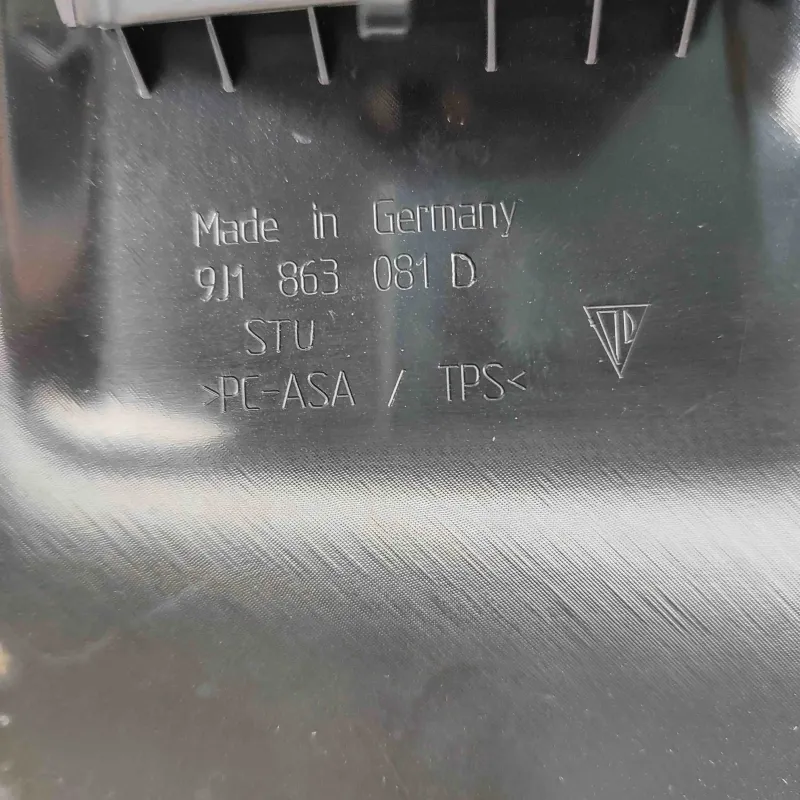 Made in Germany
9J1 863 081 D
STU
>PC-ASA / TPS<